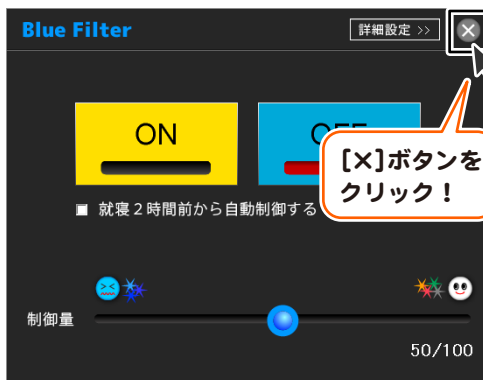 Blue Filter
詳細設定 >>
ON
[×]ボタンを
クリック！
■ 就寝２時間前から自動制御する
制御量
50/100